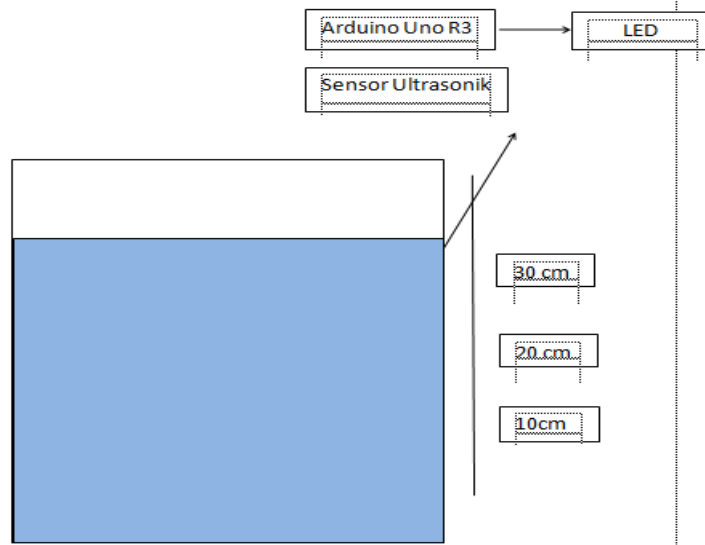 Arduino Uno R3
LED
Sensor Ultrasonik
30 cm
20 cm
10cm